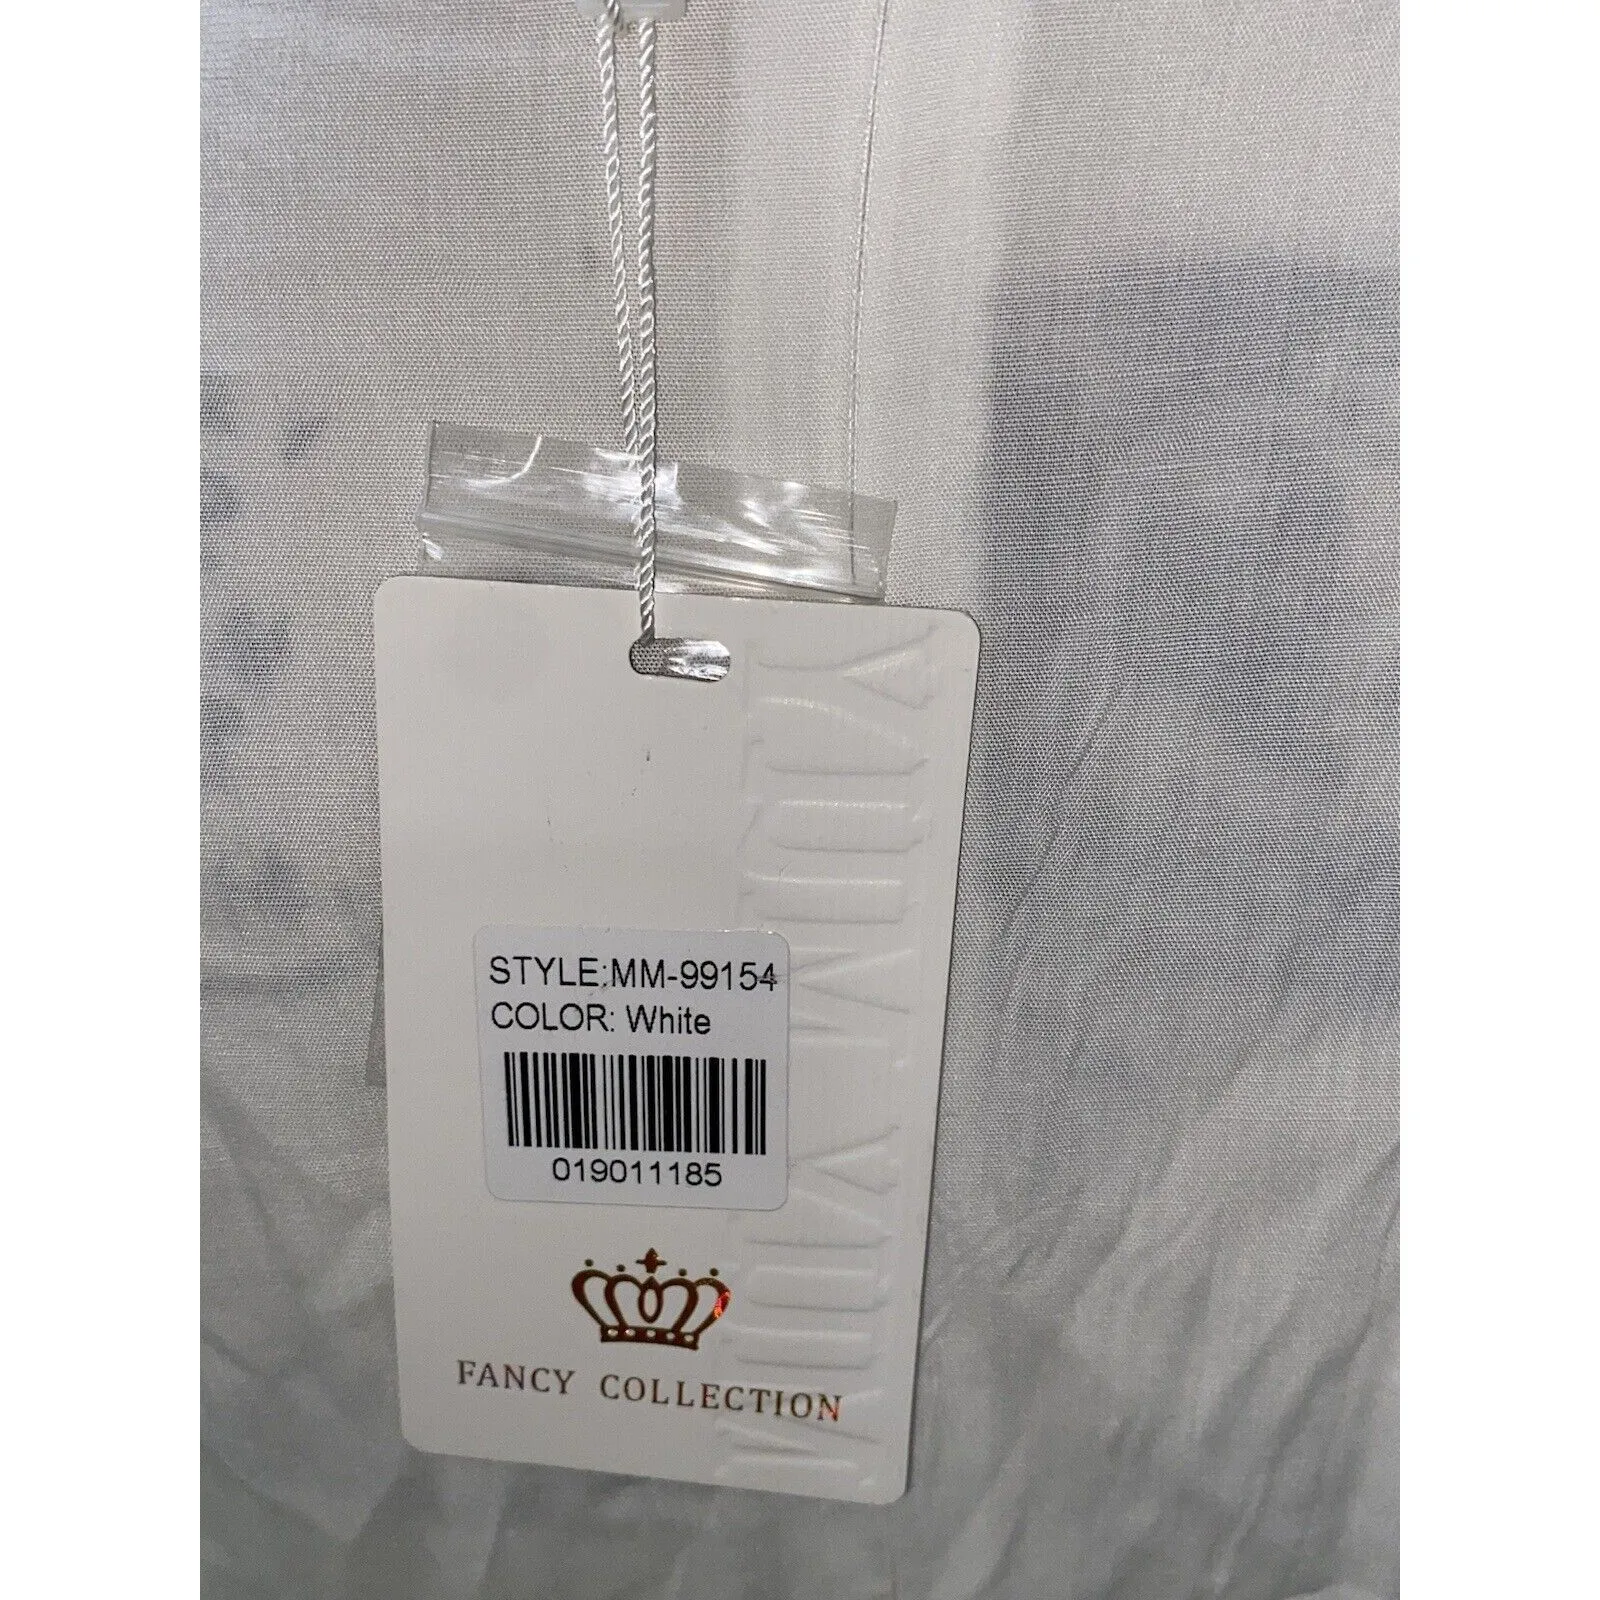 STYLE:MM-99154
COLOR: White
019011185
FANCY COLLECTION